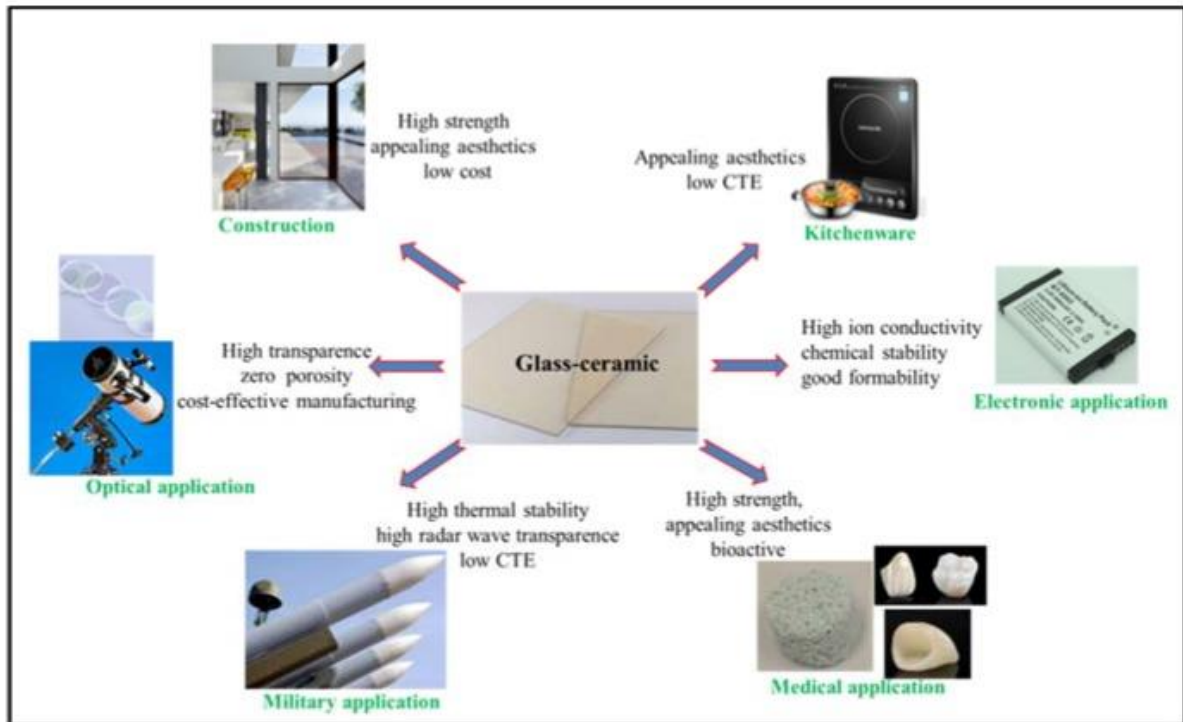 High strength
appealing aesthetics
low cost
Construction
Appealing aesthetics
low CTE
Kitchenware
High transparence
zero porosity
cost-effective manufacturing
Optical application
Glass-ceramic
High ion conductivity
chemical stability
good formability
Electronic application
High thermal stability
high radar wave transparence
low CTE
Military application
High strength,
appealing aesthetics
bioactive
Medical application